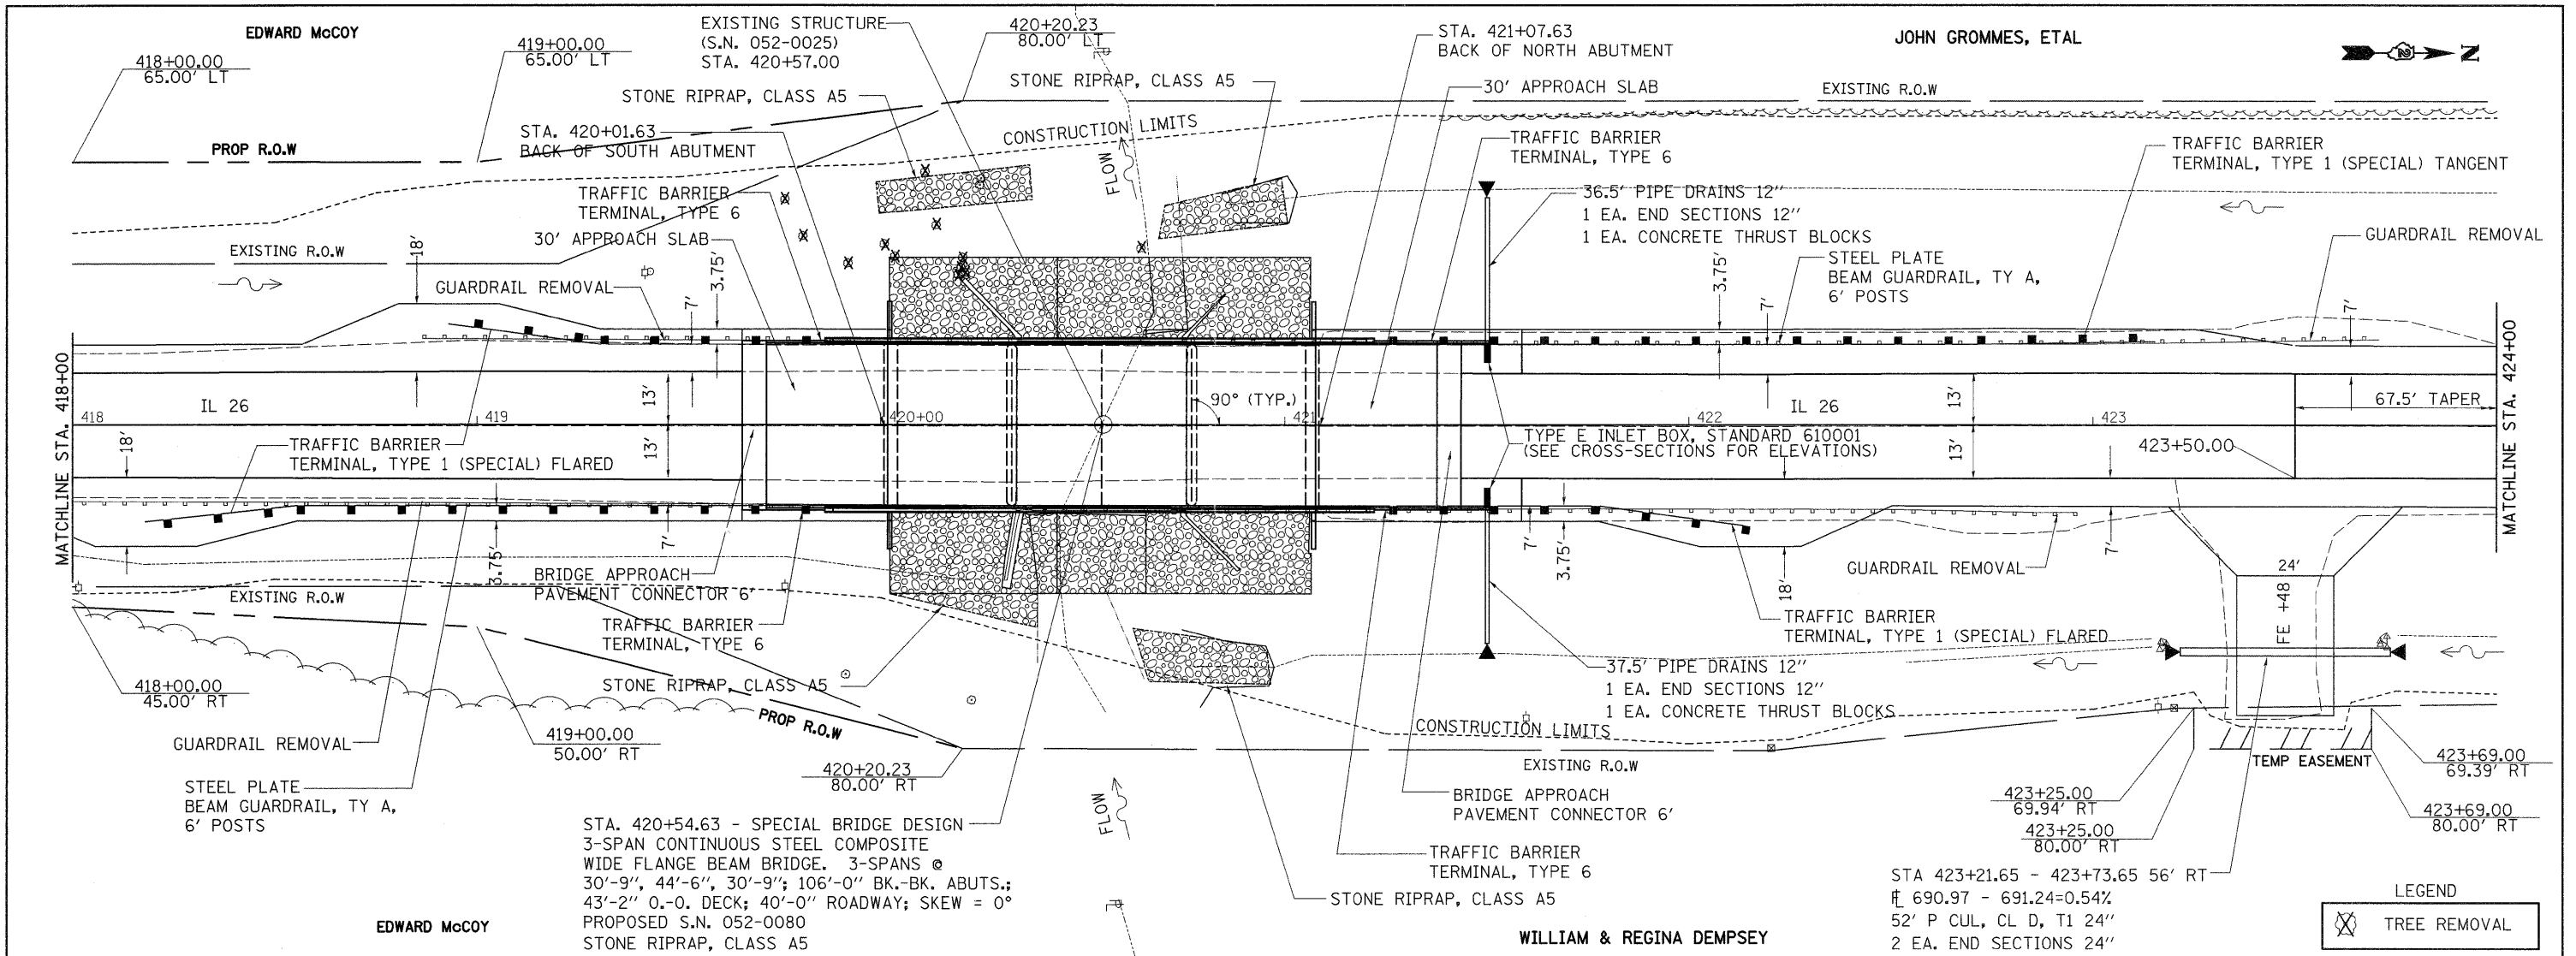 EDWARD McCOY
418+00.00
65.00' LT
419+00.00
65.00' LT
EXISTING STRUCTURE
(S.N. 052-0025)
STA. 420+57.00
420+20.23
80.00' LT
STA. 421+07.63
BACK OF NORTH ABUTMENT
JOHN GROMMES, ETAL
N
STONE RIPRAP, CLASS A5
STONE RIPRAP, CLASS A5
30' APPROACH SLAB
EXISTING R.O.W
PROP R.O.W
STA. 420+01.63
BACK OF SOUTH ABUTMENT
CONSTRUCTION LIMITS
TRAFFIC BARRIER
TERMINAL, TYPE 6
TRAFFIC BARRIER
TERMINAL, TYPE 1 (SPECIAL) TANGENT
FLOW
TRAFFIC BARRIER
TERMINAL, TYPE 6
36.5' PIPE DRAINS 12"
1 EA. END SECTIONS 12"
1 EA. CONCRETE THRUST BLOCKS
EXISTING R.O.W
18'
30' APPROACH SLAB
GUARDRAIL REMOVAL
GUARDRAIL REMOVAL
7'
3.75'
3.75'
7'
STEEL PLATE
BEAM GUARDRAIL, TY A,
6' POSTS
7'
MATCHLINE STA. 418+00
MATCHLINE STA. 424+00
418
IL 26
419
13'
420+00
90° (TYP.)
421
422
IL 26
13'
423
67.5' TAPER
18'
TRAFFIC BARRIER
TERMINAL, TYPE 1 (SPECIAL) FLARED
13'
TYPE E INLET BOX, STANDARD 610001
(SEE CROSS-SECTIONS FOR ELEVATIONS)
13'
423+50.00
3.75'
7'
7'
3.75'
18'
7'
BRIDGE APPROACH
PAVEMENT CONNECTOR 6'
EXISTING R.O.W
GUARDRAIL REMOVAL
24'
FE +48
TRAFFIC BARRIER
TERMINAL, TYPE 6
TRAFFIC BARRIER
TERMINAL, TYPE 1 (SPECIAL) FLARED
418+00.00
45.00' RT
STONE RIPRAP, CLASS A5
37.5' PIPE DRAINS 12"
1 EA. END SECTIONS 12"
1 EA. CONCRETE THRUST BLOCKS
PROP R.O.W
GUARDRAIL REMOVAL
419+00.00
50.00' RT
CONSTRUCTION LIMITS
EXISTING R.O.W
TEMP EASEMENT
423+69.00
69.39' RT
420+20.23
80.00' RT
STEEL PLATE
BEAM GUARDRAIL, TY A,
6' POSTS
BRIDGE APPROACH
PAVEMENT CONNECTOR 6'
423+25.00
69.94' RT
423+69.00
80.00' RT
423+25.00
80.00' RT
FLOW
STA. 420+54.63 - SPECIAL BRIDGE DESIGN
3-SPAN CONTINUOUS STEEL COMPOSITE
WIDE FLANGE BEAM BRIDGE. 3-SPANS @
30'-9", 44'-6", 30'-9"; 106'-0" BK.-BK. ABUTS.;
43'-2" O.-O. DECK; 40'-0" ROADWAY; SKEW = 0°
PROPOSED S.N. 052-0080
STONE RIPRAP, CLASS A5
TRAFFIC BARRIER
TERMINAL, TYPE 6
STONE RIPRAP, CLASS A5
STA 423+21.65 - 423+73.65 56' RT
FL 690.97 - 691.24=0.54%
52' P CUL, CL D, T1 24"
2 EA. END SECTIONS 24"
EDWARD McCOY
WILLIAM & REGINA DEMPSEY
LEGEND
TREE REMOVAL